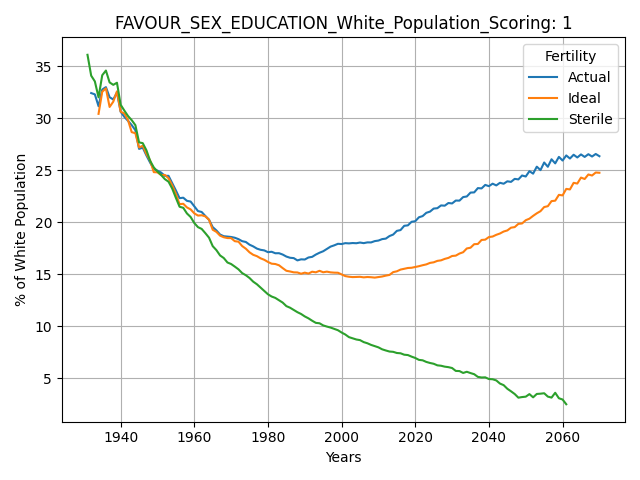 FAVOUR_SEX_EDUCATION_White_Population_Scoring: 1
Fertility
Actual
Ideal
Sterile
% of White Population
35
30
25
20
15
10
5
1940 1960 1980 2000 2020 2040 2060
Years